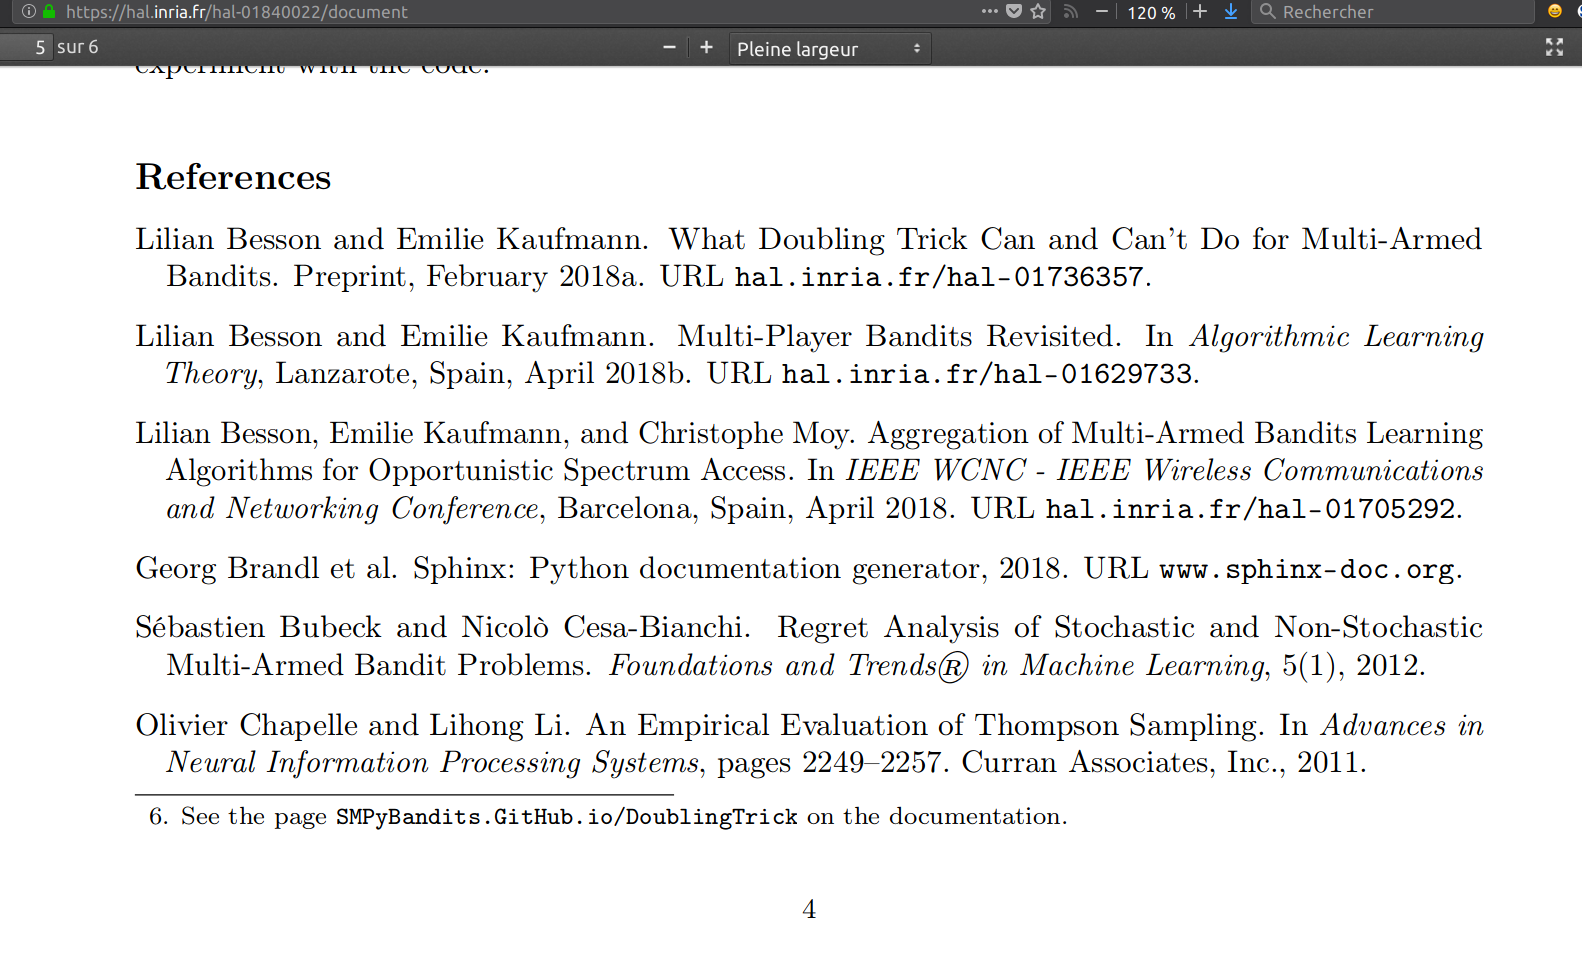 https://hal.inria.fr/hal-01840022/document
120 %
Rechercher
5 sur 6
Pleine largeur
experiment with the code.
References
Lilian Besson and Emilie Kaufmann. What Doubling Trick Can and Can't Do for Multi-Armed
Bandits. Preprint, February 2018a. URL hal.inria.fr/hal-01736357.
Lilian Besson and Emilie Kaufmann. Multi-Player Bandits Revisited. In Algorithmic Learning
Theory, Lanzarote, Spain, April 2018b. URL hal.inria.fr/hal-01629733.
Lilian Besson, Emilie Kaufmann, and Christophe Moy. Aggregation of Multi-Armed Bandits Learning
Algorithms for Opportunistic Spectrum Access. In IEEE WCNC - IEEE Wireless Communications
and Networking Conference, Barcelona, Spain, April 2018. URL hal.inria.fr/hal-01705292.
Georg Brandl et al. Sphinx: Python documentation generator, 2018. URL www.sphinx-doc.org.
Sébastien Bubeck and Nicolò Cesa-Bianchi. Regret Analysis of Stochastic and Non-Stochastic
Multi-Armed Bandit Problems. Foundations and Trends® in Machine Learning, 5(1), 2012.
Olivier Chapelle and Lihong Li. An Empirical Evaluation of Thompson Sampling. In Advances in
Neural Information Processing Systems, pages 2249–2257. Curran Associates, Inc., 2011.
6. See the page SMPyBandits.GitHub.io/DoublingTrick on the documentation.
4